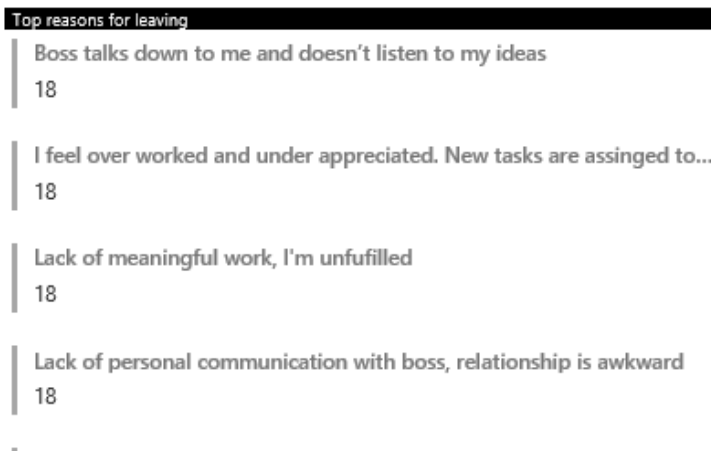 Top reasons for leaving
Boss talks down to me and doesn’t listen to my ideas
18
I feel over worked and under appreciated. New tasks are assinged to...
18
Lack of meaningful work, I'm unfufilled
18
Lack of personal communication with boss, relationship is awkward
18